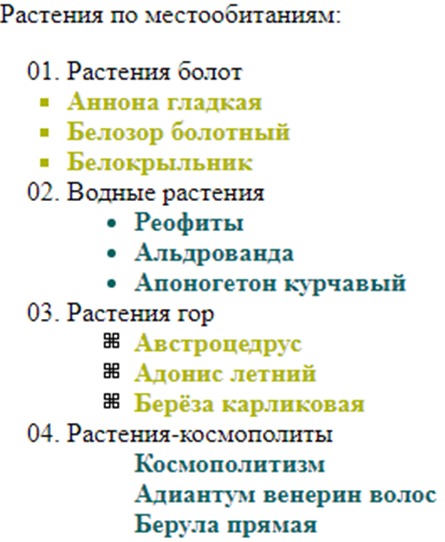 Растения по местообитаниям:
01. Растения болот
▪ Аннона гладкая
▪ Белозор болотный
▪ Белокрыльник
02. Водные растения
• Реофиты
• Альдрованда
• Апоногетон курчавый
03. Растения гор
⌘ Австроцедрус
⌘ Адонис летний
⌘ Берёза карликовая
04. Растения-космополиты
Космополитизм
Адиантум венерин волос
Берула прямая